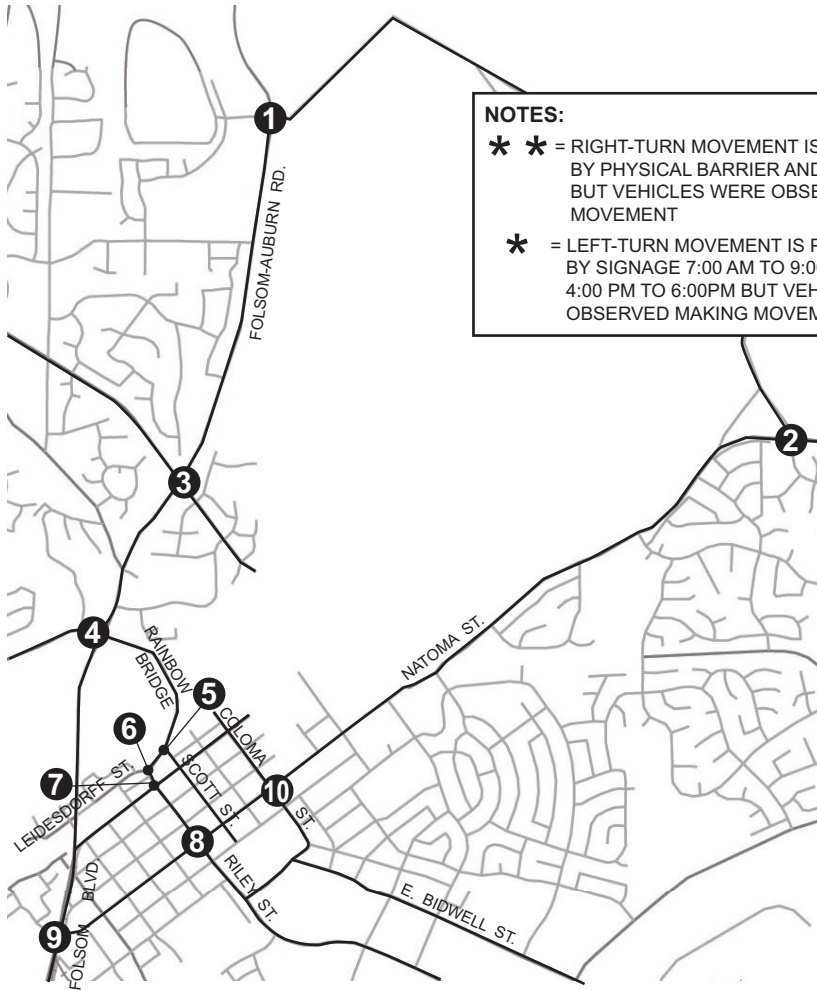 1
FOLSOM-AUBURN RD.
NOTES:
* * = RIGHT-TURN MOVEMENT IS
BY PHYSICAL BARRIER AND
BUT VEHICLES WERE
MOVEMENT
* = LEFT-TURN MOVEMENT IS
BY SIGNAGE 7:00 AM TO
4:00 PM TO 6:00PM BUT
OBSERVED MAKING
2
3
4
RAINBOW
BRIDGE
NATOMA ST.
5
6
COLOMA
ST.
7
LEIDESDORFF ST.
SCOTT ST.
10
8
RILEY ST.
E. BIDWELL ST.
9
FOLSOM BLVD.